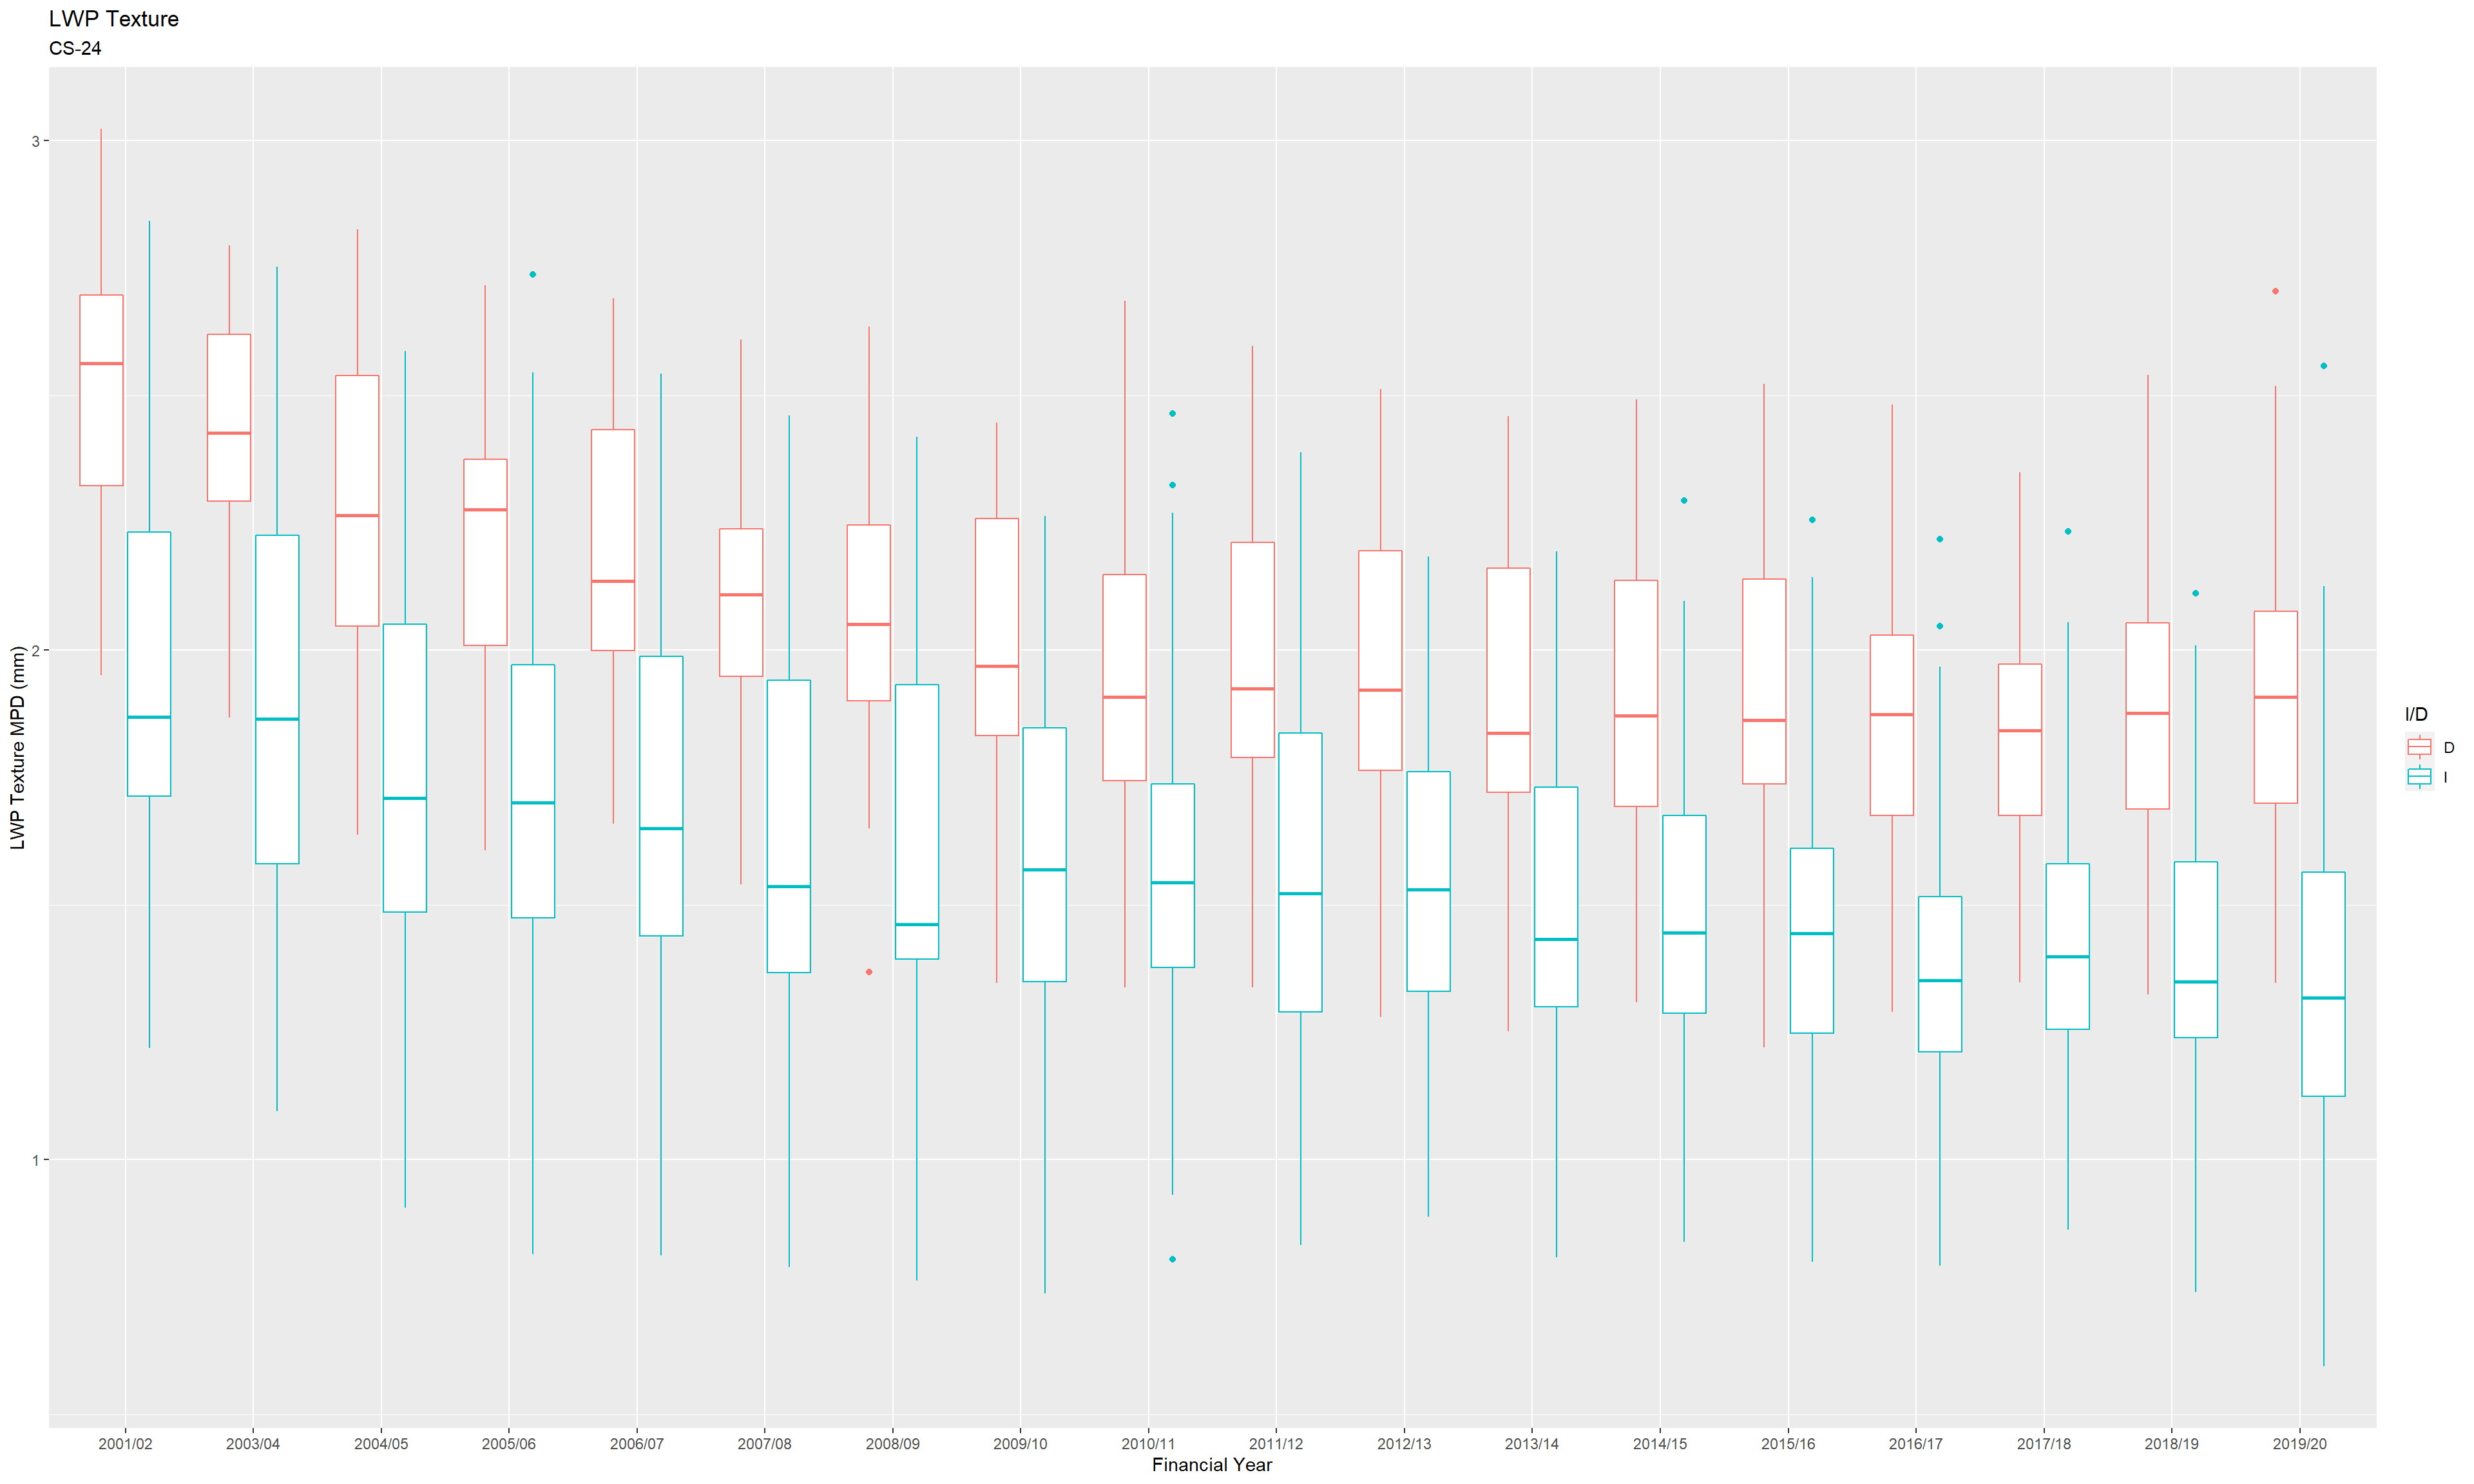 LWP Texture
CS-24
LWP Texture MPD (mm)
3
2
1
2001/02 2003/04 2004/05 2005/06 2006/07 2007/08 2008/09 2009/10 2010/11 2011/12 2012/13 2013/14 2014/15 2015/16 2016/17 2017/18 2018/19 2019/20
Financial Year
I/D
D
I